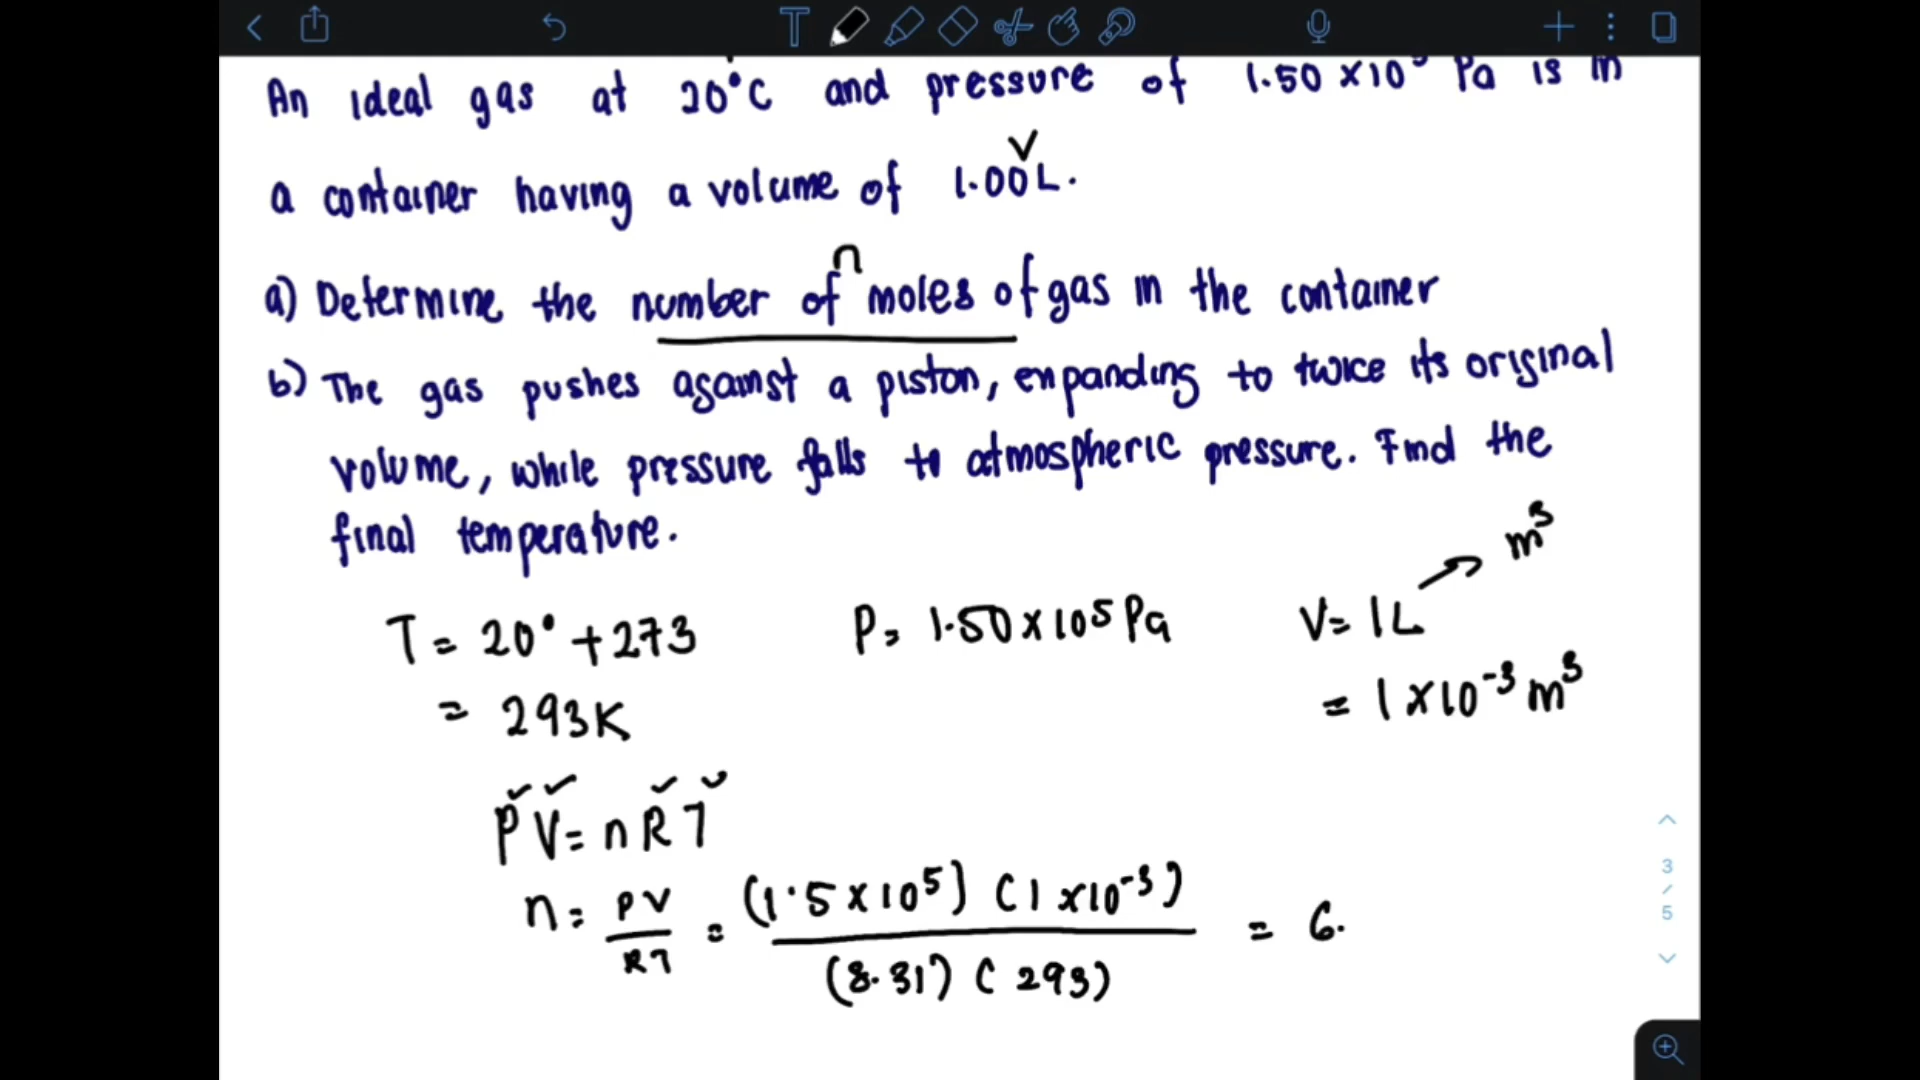 An ideal gas at 20°C and pressure of 1.50 x10⁵ Pa is in
V
a container having a volume of 1.00L.
n
a) Determine the number of moles of gas in the container
b) The gas pushes against a piston, expanding to twice its original
volume, while pressure falls to atmospheric pressure. Find the
final temperature.
m³
T = 20° + 273 P = 1.50 x 10⁵ Pa V = 1L
= 293K = 1 x10⁻³ m³
PV = nRT
n = PV/RT = (1.5 x 10⁵) (1 x10⁻³)/(8.31) (293) = 6.
3
/
5